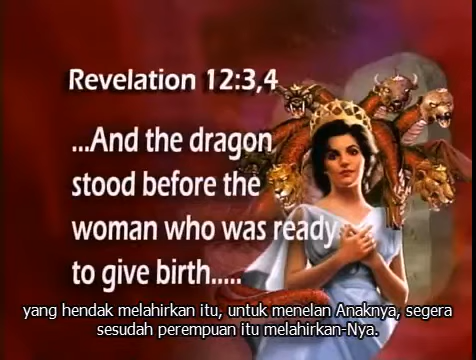 Revelation 12:3,4
...And the dragon
stood before the
woman who was ready
to give birth.....
yang hendak melahirkan itu, untuk menelan Anaknya, segera
sesudah perempuan itu melahirkan-Nya.